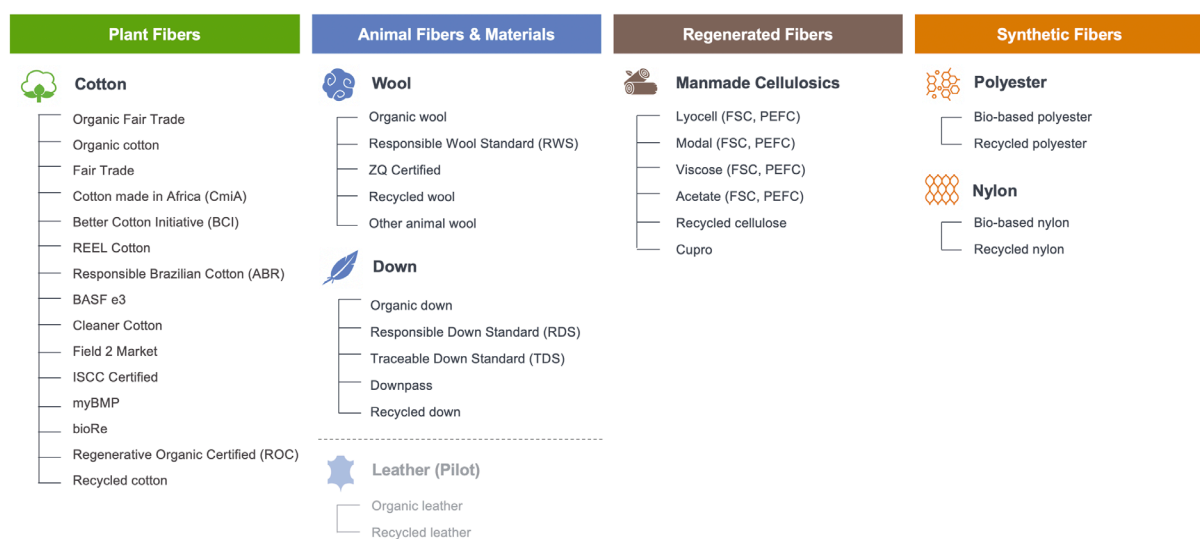 Plant Fibers
Cotton
Organic Fair Trade
Organic cotton
Fair Trade
Cotton made in Africa (CmiA)
Better Cotton Initiative (BCI)
REEL Cotton
Responsible Brazilian Cotton (ABR)
BASF e3
Cleaner Cotton
Field 2 Market
ISCC Certified
myBMP
bioRe
Regenerative Organic Certified (ROC)
Recycled cotton
Animal Fibers & Materials
Wool
Organic wool
Responsible Wool Standard (RWS)
ZQ Certified
Recycled wool
Other animal wool
Down
Organic down
Responsible Down Standard (RDS)
Traceable Down Standard (TDS)
Downpass
Recycled down
Leather (Pilot)
Organic leather
Recycled leather
Regenerated Fibers
Manmade Cellulosics
Lyocell (FSC, PEFC)
Modal (FSC, PEFC)
Viscose (FSC, PEFC)
Acetate (FSC, PEFC)
Recycled cellulose
Cupro
Synthetic Fibers
Polyester
Bio-based polyester
Recycled polyester
Nylon
Bio-based nylon
Recycled nylon